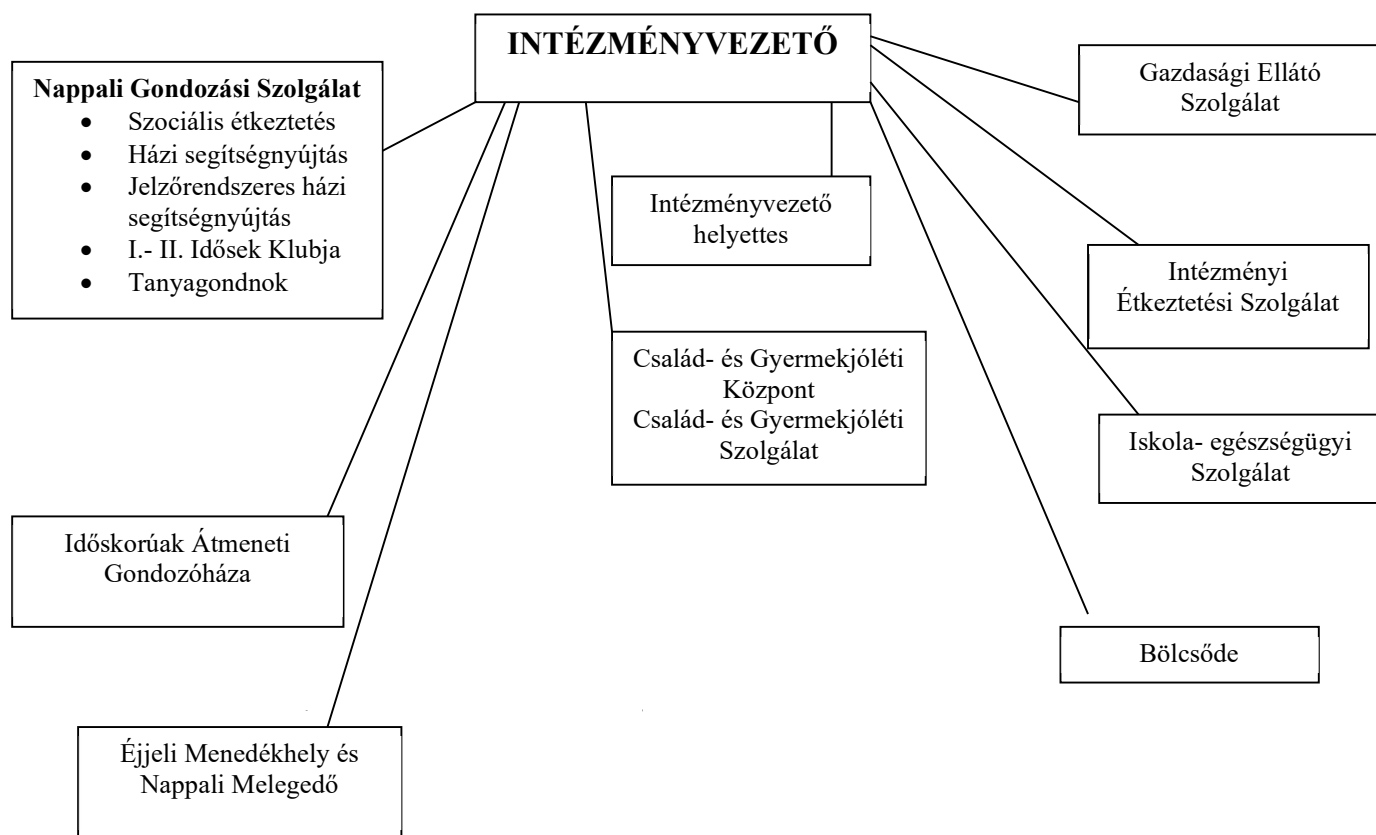 INTÉZMÉNYVEZETŐ
Nappali Gondozási Szolgálat
• Szociális étkeztetés
• Házi segítségnyújtás
• Jelzőrendszeres házi
segítségnyújtás
• I.- II. Idősek Klubja
• Tanyagondnok
Gazdasági Ellátó
Szolgálat
Intézményvezető
helyettes
Intézményi
Étkeztetési Szolgálat
Család- és Gyermekjóléti
Központ
Család- és Gyermekjóléti
Szolgálat
Iskola- egészségügyi
Szolgálat
Időskorúak Átmeneti
Gondozóháza
Bölcsőde
Éjjeli Menedékhely és
Nappali Melegedő